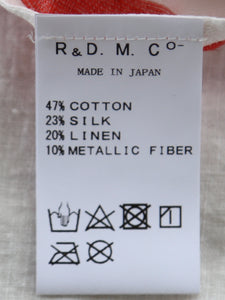 R & D. M. Co-
MADE IN JAPAN
47% COTTON
23% SILK
20% LINEN
10% METALLIC FIBER